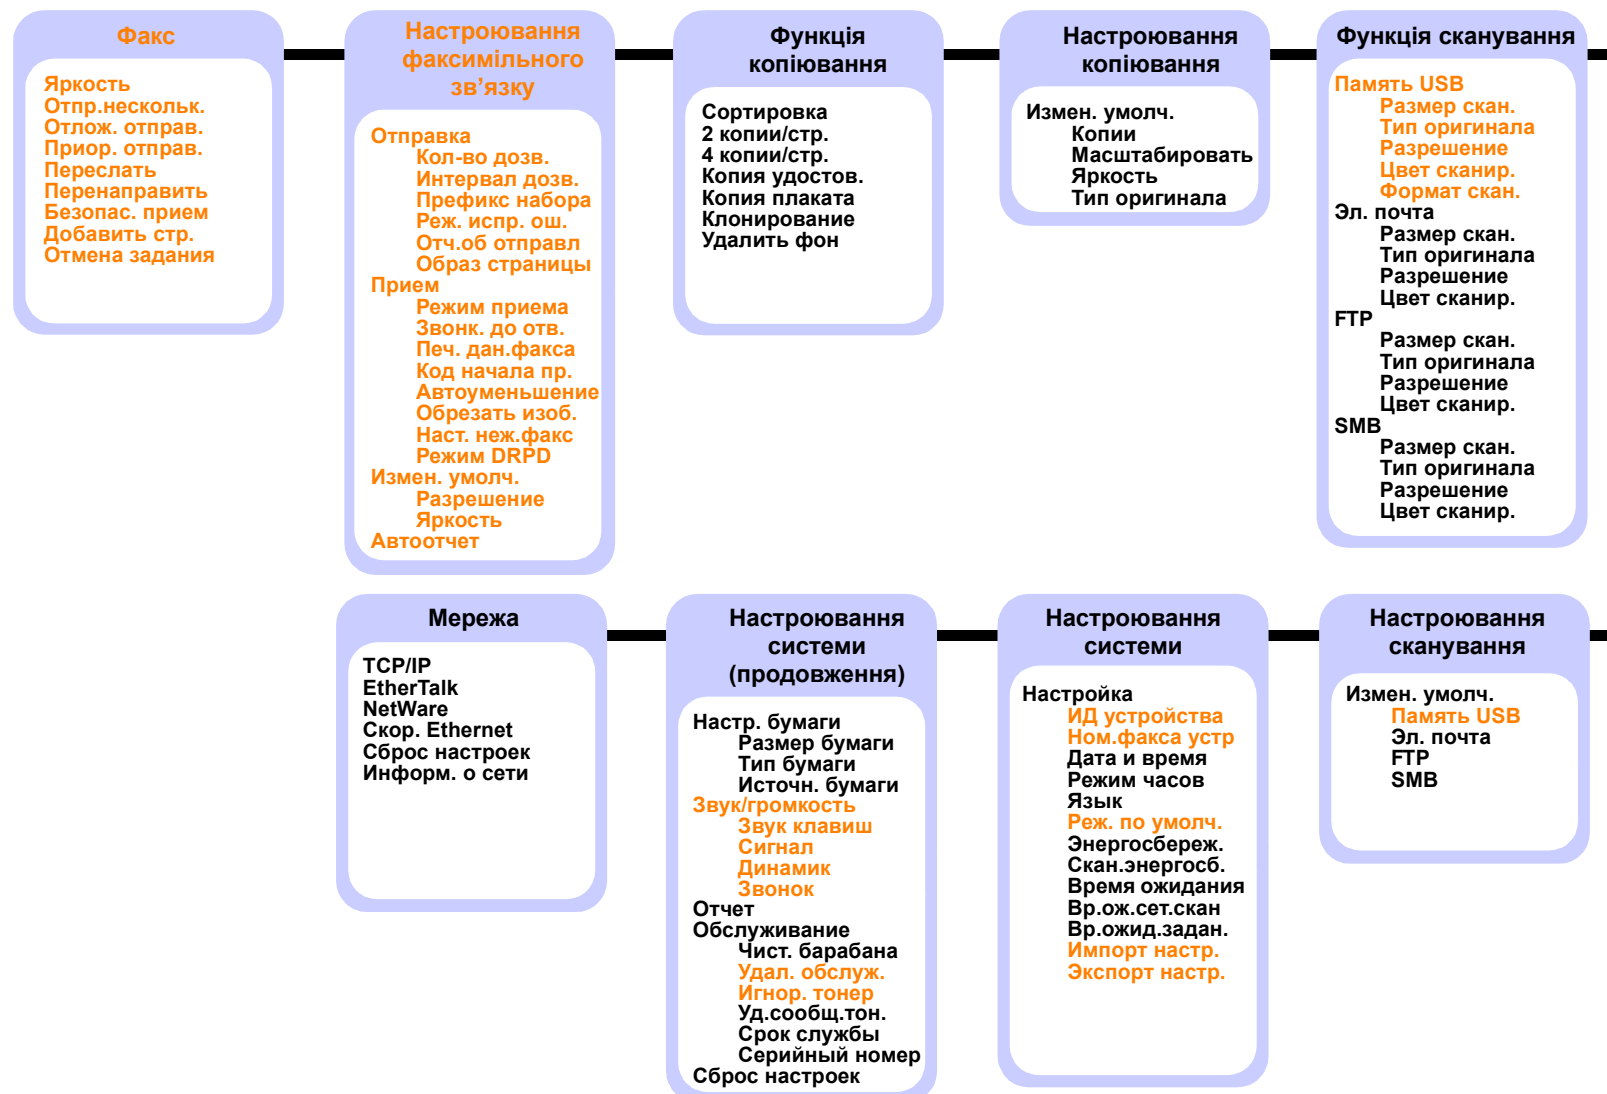 Факс
Яркость
Отпр.нескольк.
Отлож. отправ.
Приор. отправ.
Переслать
Перенаправить
Безопас. прием
Добавить стр.
Отмена задания
Настроювання
факсимільного
зв’язку
Отправка
Кол-во дозв.
Интервал дозв.
Префикс набора
Реж. испр. ош.
Отч.об отправл
Образ страницы
Прием
Режим приема
Звонк. до отв.
Печ. дан.факса
Код начала пр.
Автоуменьшение
Обрезать изоб.
Наст. неж.факс
Режим DRPD
Измен. умолч.
Разрешение
Яркость
Автоотчет
Функція
копіювання
Сортировка
2 копии/стр.
4 копии/стр.
Копия удостов.
Копия плаката
Клонирование
Удалить фон
Настроювання
копіювання
Измен. умолч.
Копии
Масштабировать
Яркость
Тип оригинала
Функція сканування
Память USB
Размер скан.
Тип оригинала
Разрешение
Цвет сканир.
Формат скан.
Эл. почта
Размер скан.
Тип оригинала
Разрешение
Цвет сканир.
FTP
Размер скан.
Тип оригинала
Разрешение
Цвет сканир.
SMB
Размер скан.
Тип оригинала
Разрешение
Цвет сканир.
Мережа
TCP/IP
EtherTalk
NetWare
Скор. Ethernet
Сброс настроек
Информ. о сети
Настроювання
системи
(продовження)
Настр. бумаги
Размер бумаги
Тип бумаги
Источн. бумаги
Звук/громкость
Звук клавиш
Сигнал
Динамик
Звонок
Отчет
Обслуживание
Чист. барабана
Удал. обслуж.
Игнор. тонер
Уд.сообщ.тон.
Срок службы
Серийный номер
Сброс настроек
Настроювання
системи
Настройка
ИД устройства
Ном.факса устр
Дата и время
Режим часов
Язык
Реж. по умолч.
Энергосбереж.
Скан.энергосб.
Время ожидания
Вр.ож.сет.скан
Вр.ожид.задан.
Импорт настр.
Экспорт настр.
Настроювання
сканування
Измен. умолч.
Память USB
Эл. почта
FTP
SMB